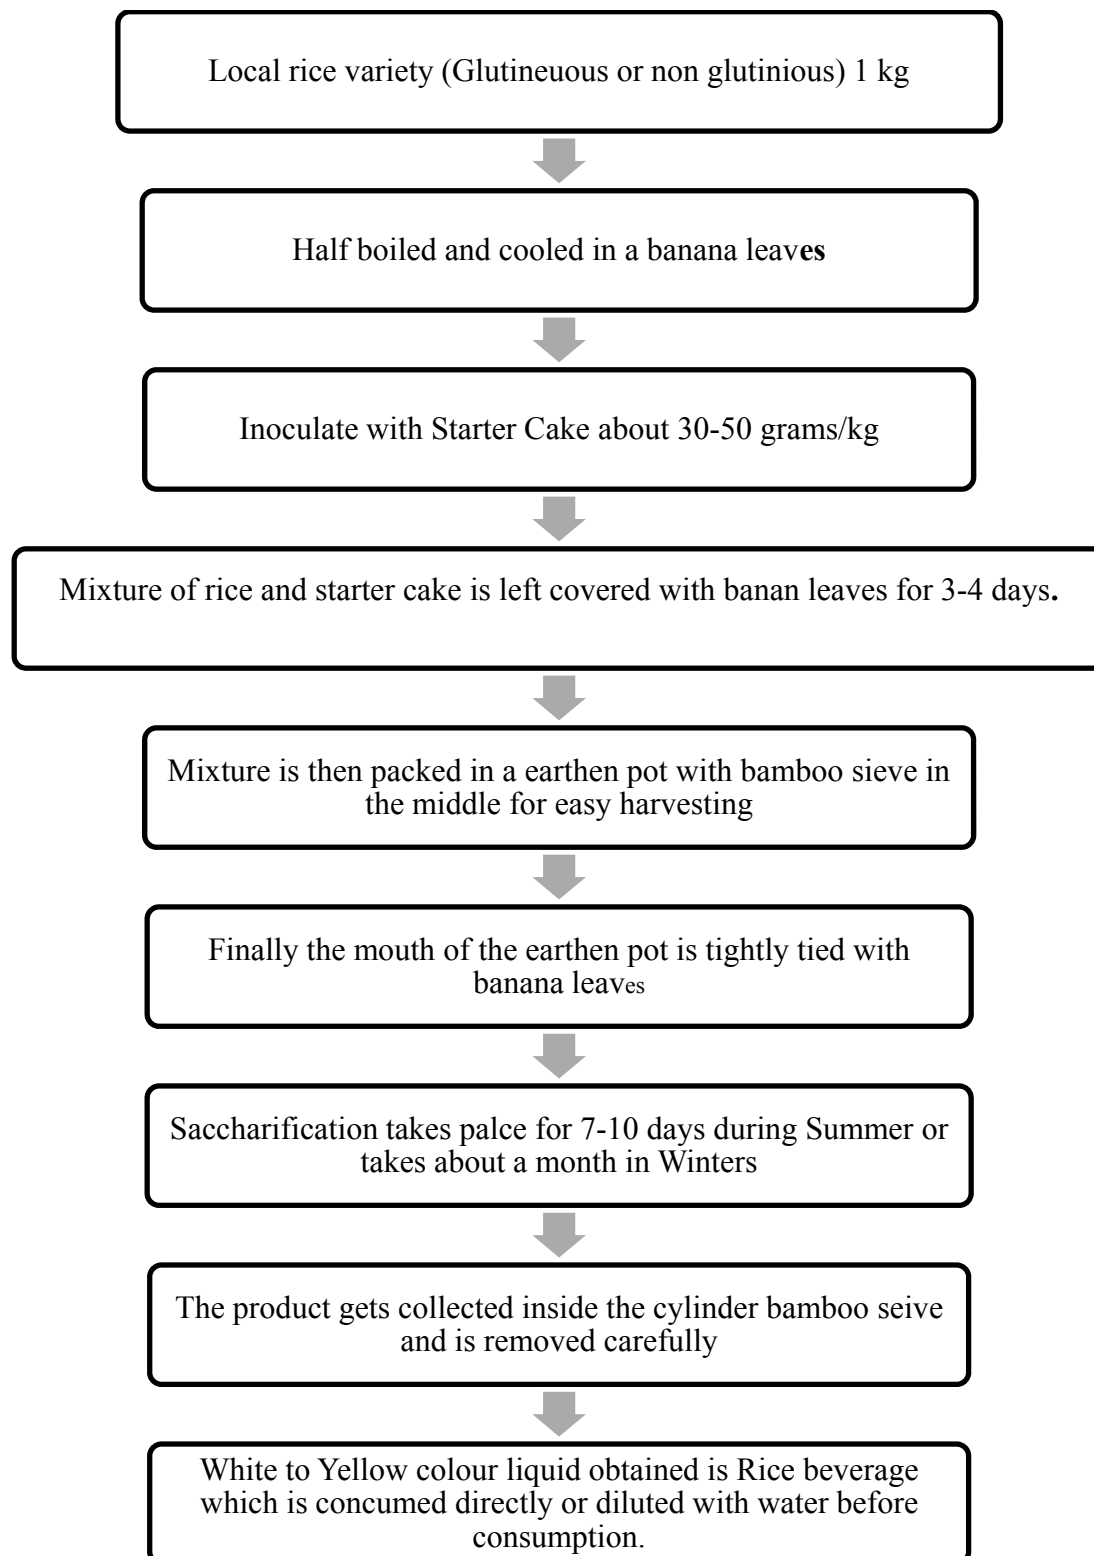 Local rice variety (Glutineuous or non glutinious) 1 kg
Half boiled and cooled in a banana leaves
Inoculate with Starter Cake about 30-50 grams/kg
Mixture of rice and starter cake is left covered with banan leaves for 3-4 days.
Mixture is then packed in a earthen pot with bamboo sieve in
the middle for easy harvesting
Finally the mouth of the earthen pot is tightly tied with
banana leaves
Saccharification takes palce for 7-10 days during Summer or
takes about a month in Winters
The product gets collected inside the cylinder bamboo seive
and is removed carefully
White to Yellow colour liquid obtained is Rice beverage
which is concumed directly or diluted with water before
consumption.